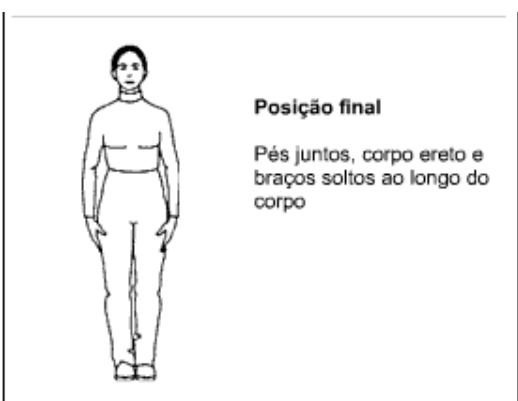 Posição final
Pés juntos, corpo ereto e
braços soltos ao longo do
corpo